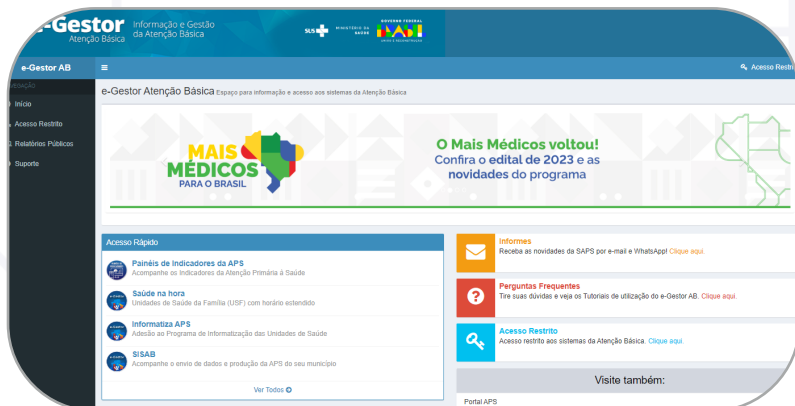 e-Gestor
Atenção Básica
Informação e Gestão
da Atenção Básica
SUS
MINISTÉRIO DA
SAÚDE
GOVERNO FEDERAL
BRASIL
UNIÃO E RECONSTRUÇÃO
e-Gestor AB
Acesso Restri
e-Gestor Atenção Básica Espaço para informação e acesso aos sistemas da Atenção Básica
Início
Acesso Restrito
Relatórios Públicos
Suporte
MAIS
MÉDICOS
PARA O BRASIL
O Mais Médicos voltou!
Confira o edital de 2023 e as
novidades do programa
Acesso Rápido
Painéis de Indicadores da APS
Acompanhe os Indicadores da Atenção Primária à Saúde
Saúde na hora
Unidades de Saúde da Família (USF) com horário estendido
Informatiza APS
Adesão ao Programa de Informatização das Unidades de Saúde
SISAB
Acompanhe o envio de dados e produção da APS do seu município
Ver Todos
Informes
Receba as novidades da SAPS por e-mail e WhatsApp! Clique aqui.
Perguntas Frequentes
Tire suas dúvidas e veja os Tutoriais de utilização do e-Gestor AB. Clique aqui.
Acesso Restrito
Acesso restrito aos sistemas da Atenção Básica. Clique aqui.
Visite também:
Portal APS